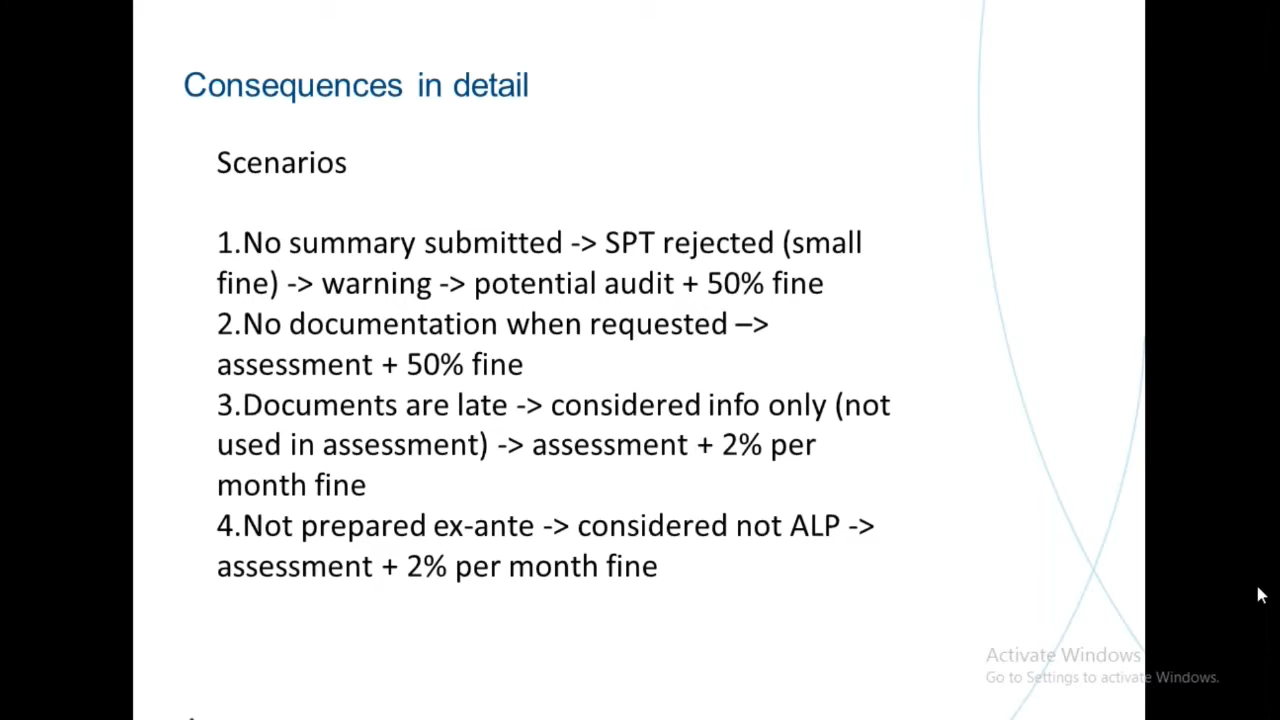 Consequences in detail
Scenarios
1.No summary submitted -> SPT rejected (small
fine) -> warning -> potential audit + 50% fine
2.No documentation when requested –>
assessment + 50% fine
3.Documents are late -> considered info only (not
used in assessment) -> assessment + 2% per
month fine
4.Not prepared ex-ante -> considered not ALP ->
assessment + 2% per month fine
Activate Windows
Go to Settings to activate Windows.